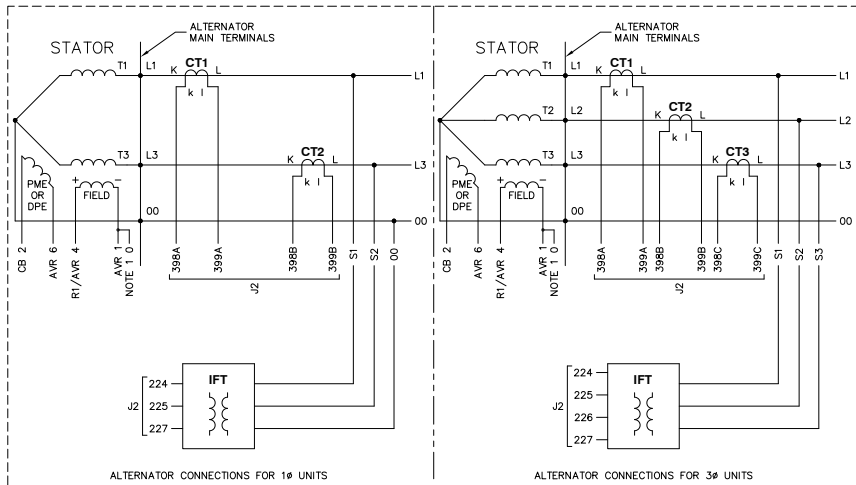 ALTERNATOR
MAIN TERMINALS
STATOR
T1 L1 K CT1 L L1
k l
CT2
T3 L3 K L L3
k l
PME
OR
DPE
+ −
FIELD
00 00
CB 2
AVR 6
R1/AVR 4
AVR 1
NOTE 1 0
398A
399A
398B
399B
S1
S2
00
J2
IFT
224
J2 225
227
ALTERNATOR CONNECTIONS FOR 1ø UNITS
ALTERNATOR
MAIN TERMINALS
STATOR
T1 L1 K CT1 L L1
k l
T2 L2 K CT2 L L2
k l
T3 L3 K CT3 L L3
k l
PME
OR
DPE
+ −
FIELD
00 00
CB 2
AVR 6
R1/AVR 4
AVR 1
NOTE 1 0
398A
399A
398B
399B
398C
399C
S1
S2
S3
J2
IFT
224
225
J2
226
227
ALTERNATOR CONNECTIONS FOR 3ø UNITS